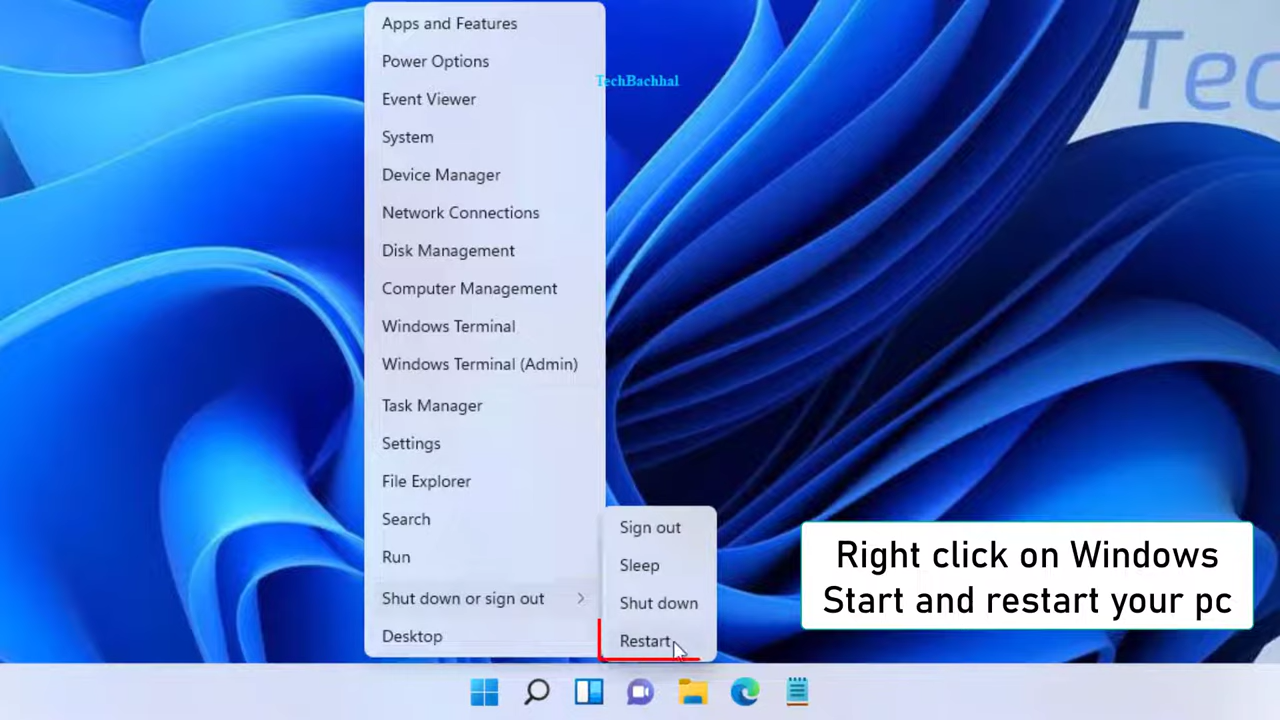 Apps and Features
Power Options
Event Viewer
System
Device Manager
Network Connections
Disk Management
Computer Management
Windows Terminal
Windows Terminal (Admin)
Task Manager
Settings
File Explorer
Search
Run
Shut down or sign out
Desktop
TechBachhal
Tec
Sign out
Sleep
Shut down
Restart
Right click on Windows
Start and restart your pc